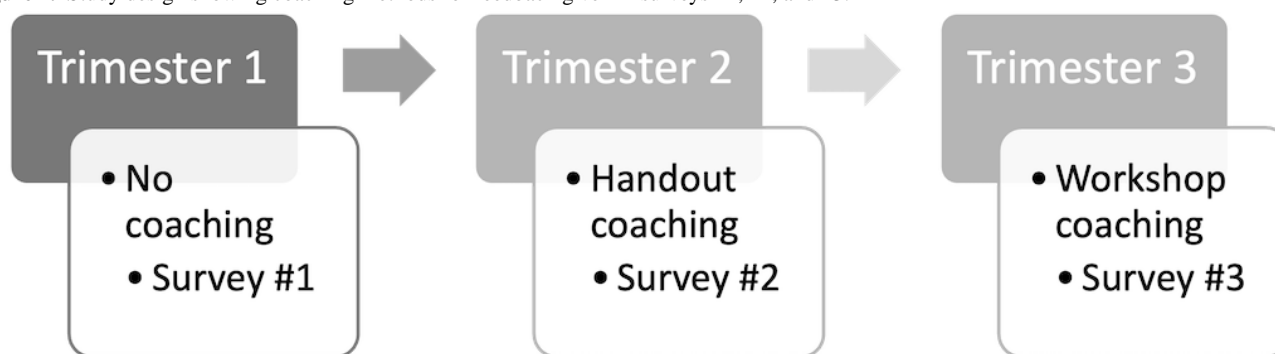 Trimester 1
Trimester 2
Trimester 3
• No
coaching
• Survey #1
• Handout
coaching
• Survey #2
• Workshop
coaching
• Survey #3